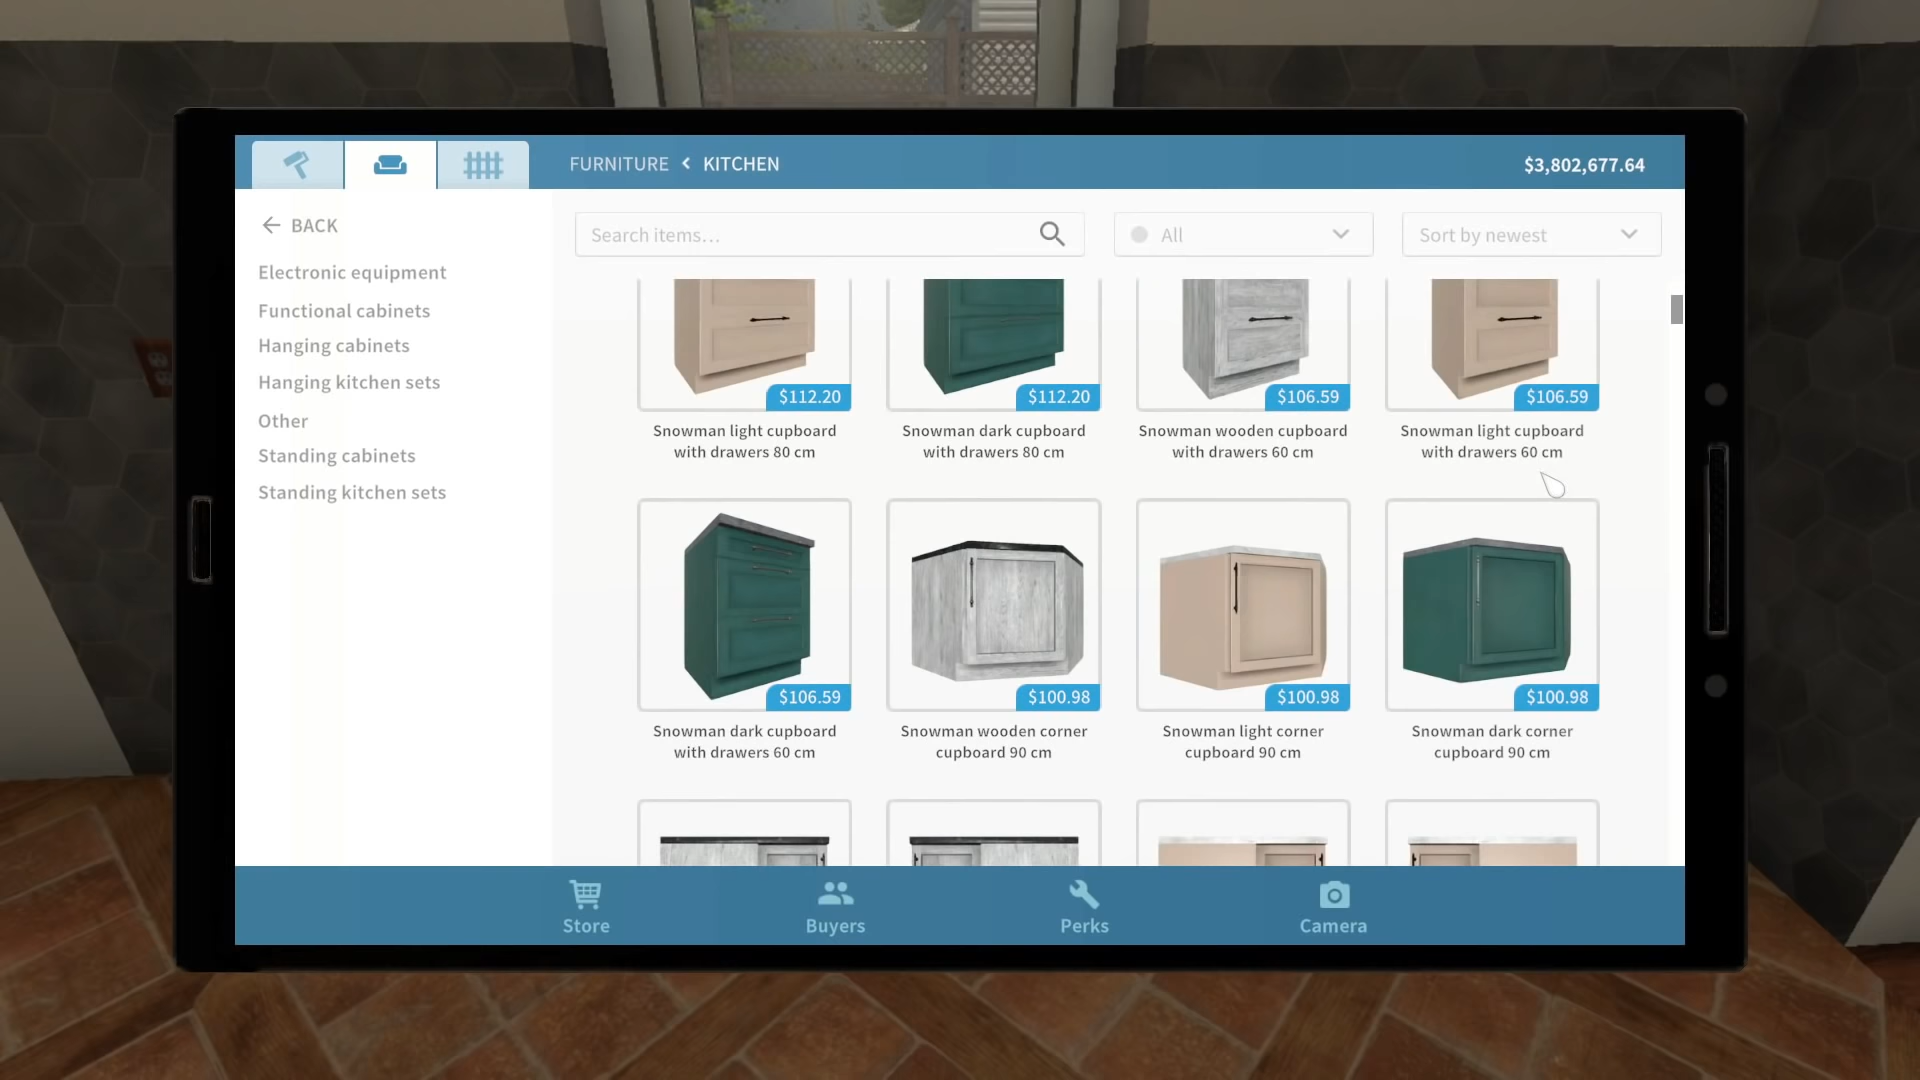 FURNITURE < KITCHEN
$3,802,677.64
BACK
Electronic equipment
Functional cabinets
Hanging cabinets
Hanging kitchen sets
Other
Standing cabinets
Standing kitchen sets
Search items...
All
Sort by newest
$112.20
$112.20
$106.59
$106.59
Snowman light cupboard
with drawers 80 cm
Snowman dark cupboard
with drawers 80 cm
Snowman wooden cupboard
with drawers 60 cm
Snowman light cupboard
with drawers 60 cm
$106.59
$100.98
$100.98
$100.98
Snowman dark cupboard
with drawers 60 cm
Snowman wooden corner
cupboard 90 cm
Snowman light corner
cupboard 90 cm
Snowman dark corner
cupboard 90 cm
Store
Buyers
Perks
Camera